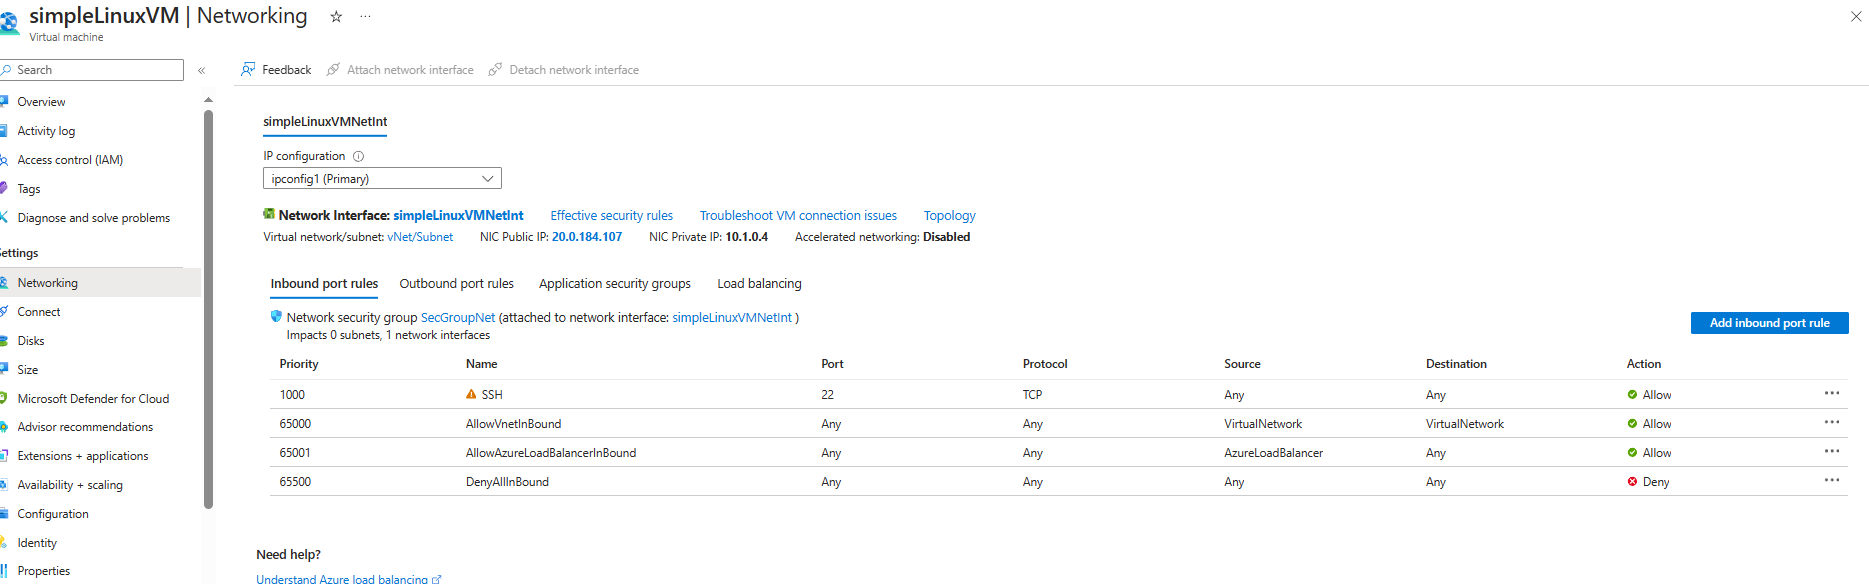 simpleLinuxVM | Networking ☆ ...
Virtual machine
Search
«
Feedback
Attach network interface
Detach network interface
Overview
Activity log
Access control (IAM)
Tags
Diagnose and solve problems
ettings
Networking
Connect
Disks
Size
Microsoft Defender for Cloud
Advisor recommendations
Extensions + applications
Availability + scaling
Configuration
Identity
Properties
simpleLinuxVMNetInt
IP configuration
ipconfig1 (Primary)
Network Interface: simpleLinuxVMNetInt Effective security rules Troubleshoot VM connection issues Topology
Virtual network/subnet: vNet/Subnet NIC Public IP: 20.0.184.107 NIC Private IP: 10.1.0.4 Accelerated networking: Disabled
Inbound port rules Outbound port rules Application security groups Load balancing
Network security group SecGroupNet (attached to network interface: simpleLinuxVMNetInt )
Impacts 0 subnets, 1 network interfaces
Add inbound port rule
Priority Name Port Protocol Source Destination Action
1000 SSH 22 TCP Any Any Allow ...
65000 AllowVnetInBound Any Any VirtualNetwork VirtualNetwork Allow ...
65001 AllowAzureLoadBalancerInBound Any Any AzureLoadBalancer Any Allow ...
65500 DenyAllInBound Any Any Any Any Deny ...
Need help?
Understand Azure load balancing